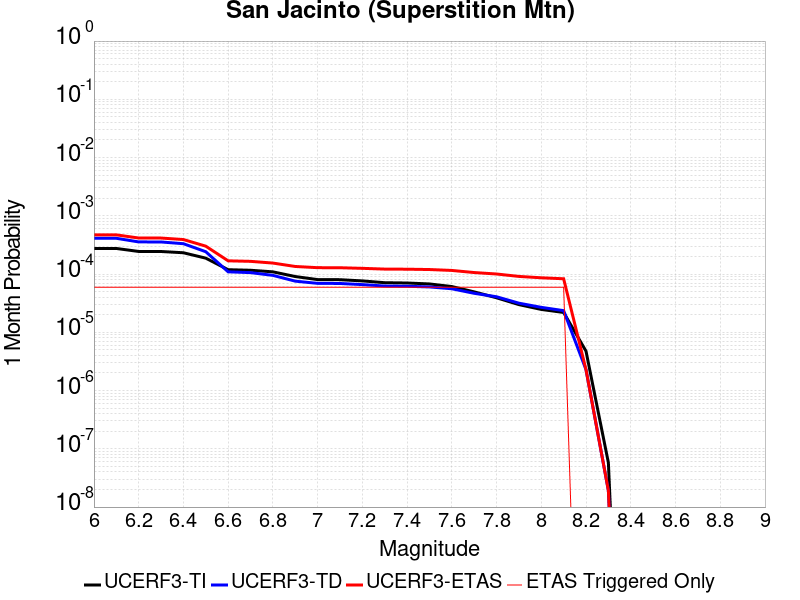 San Jacinto (Superstition Mtn)
10^0
10^-1
10^-2
10^-3
10^-4
10^-5
10^-6
10^-7
10^-8
1 Month Probability
6 6.2 6.4 6.6 6.8 7 7.2 7.4 7.6 7.8 8 8.2 8.4 8.6 8.8 9
Magnitude
UCERF3-TI UCERF3-TD UCERF3-ETAS ETAS Triggered Only